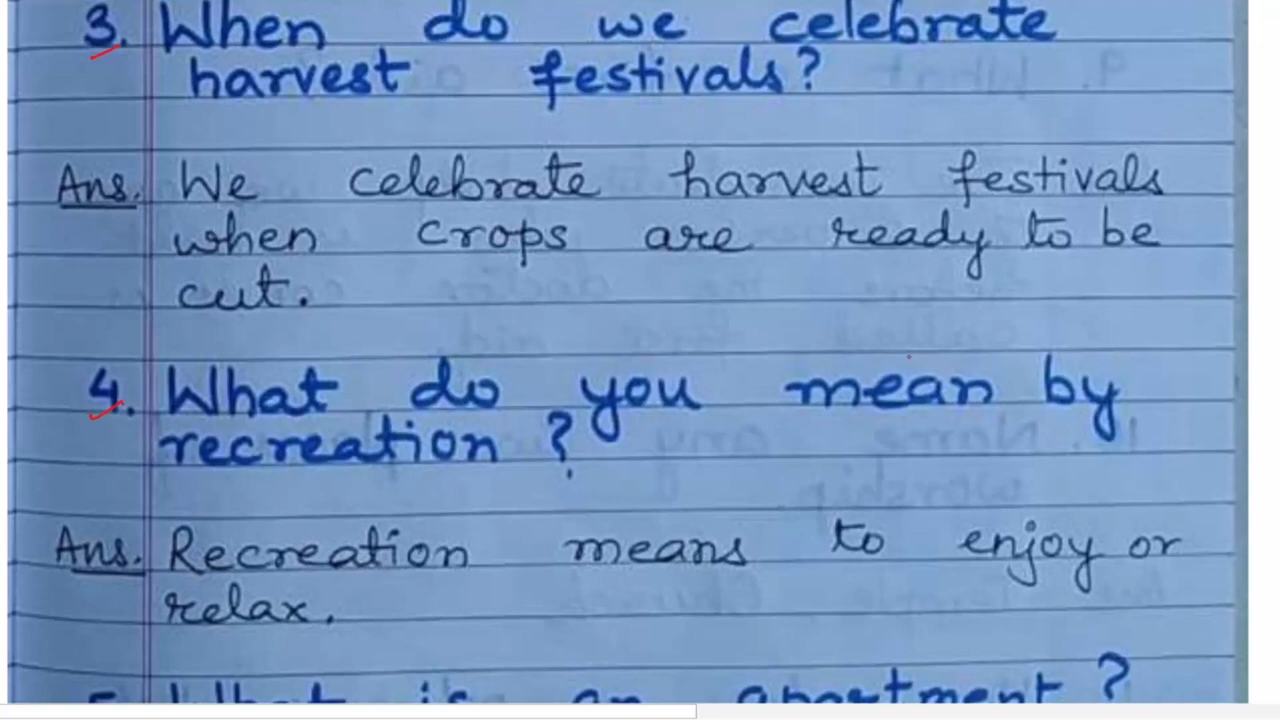 3. When do we celebrate
harvest festivals?
Ans. We celebrate harvest festivals
when crops are ready to be
cut.
4. What do you mean by
recreation?
Ans. Recreation means to enjoy or
relax.
5. What is an apartment?